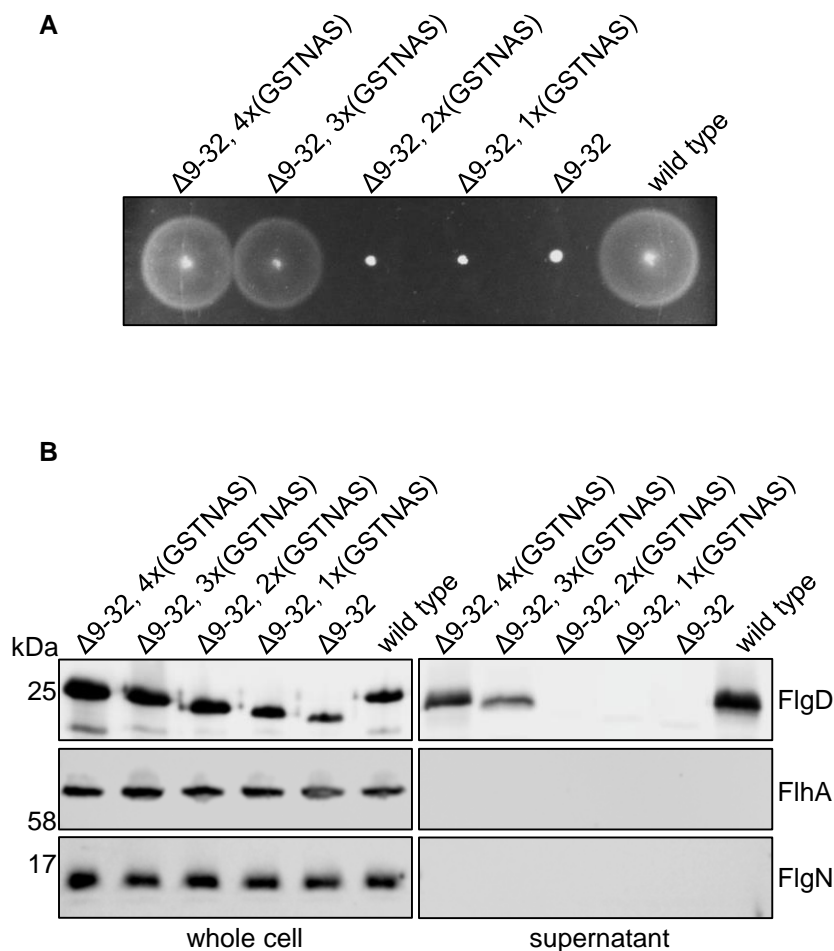 A
Δ9-32, 4x(GSTNAS)
Δ9-32, 3x(GSTNAS)
Δ9-32, 2x(GSTNAS)
Δ9-32, 1x(GSTNAS)
Δ9-32
wild type
B
Δ9-32, 4x(GSTNAS)
Δ9-32, 3x(GSTNAS)
Δ9-32, 2x(GSTNAS)
Δ9-32, 1x(GSTNAS)
Δ9-32
wild type
Δ9-32, 4x(GSTNAS)
Δ9-32, 3x(GSTNAS)
Δ9-32, 2x(GSTNAS)
Δ9-32, 1x(GSTNAS)
Δ9-32
wild type
kDa
25
FlgD
FlhA
58
17
FlgN
whole cell
supernatant